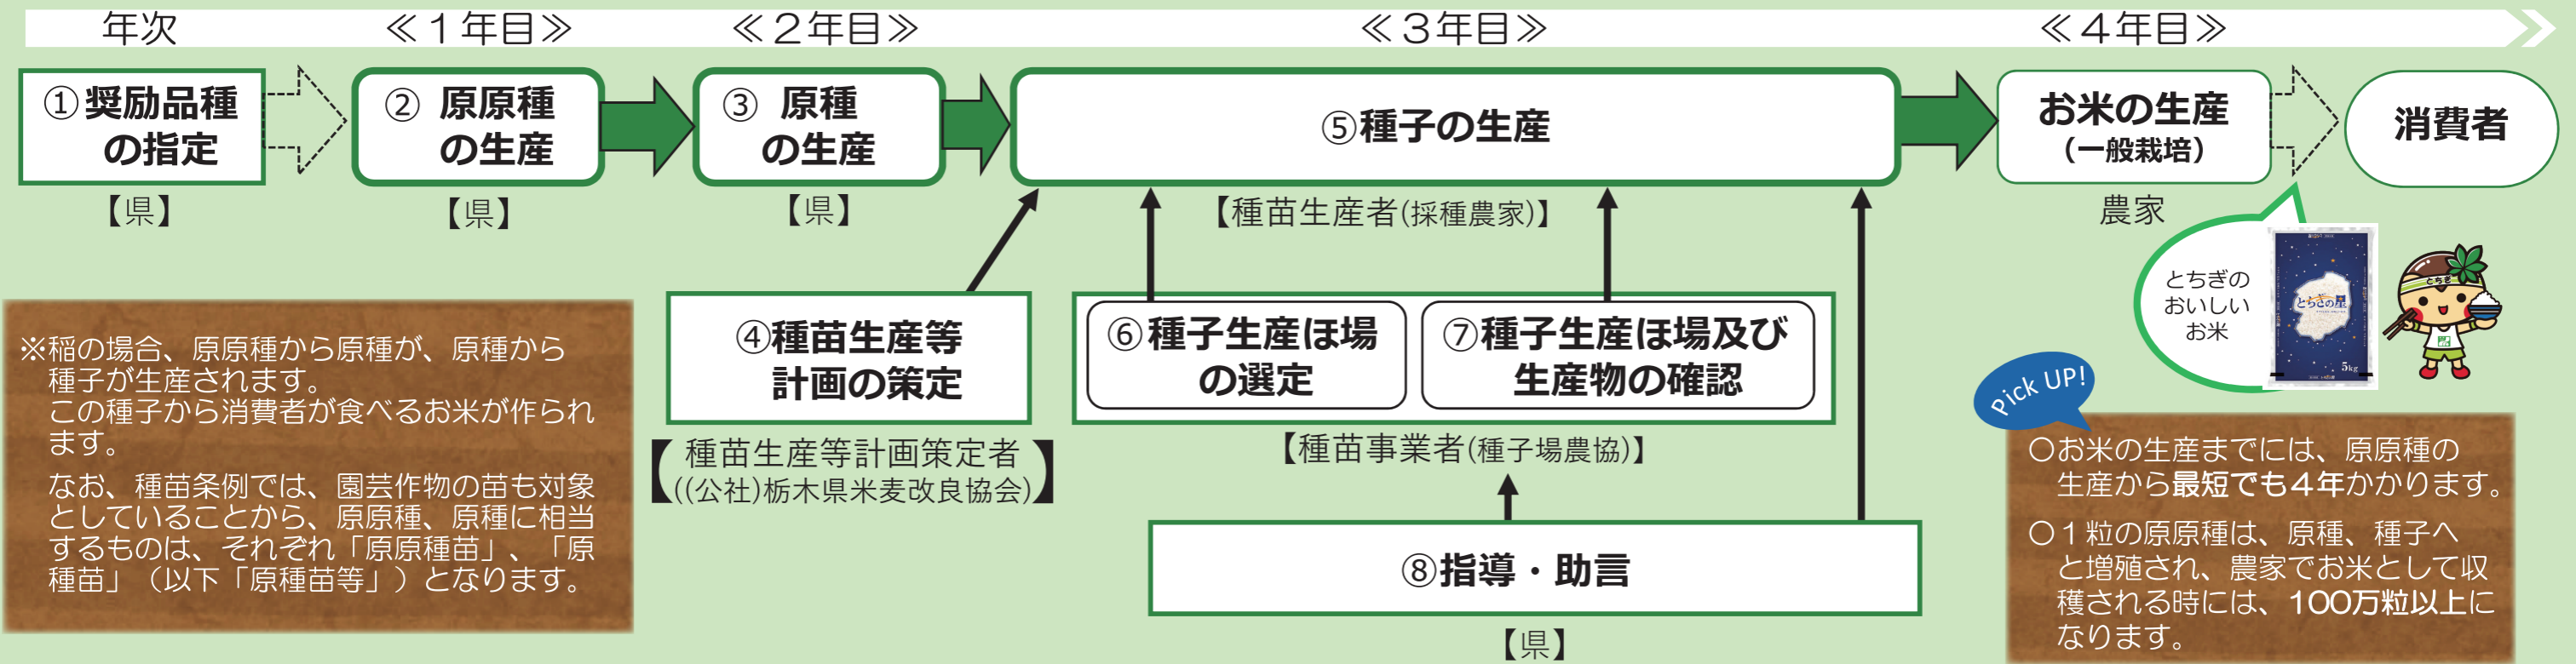 年次
≪１年目≫
≪２年目≫
≪３年目≫
≪４年目≫
①奨励品種
の指定
【県】
② 原原種
の生産
【県】
③ 原種
の生産
【県】
⑤種子の生産
【種苗生産者(採種農家)】
お米の生産
（一般栽培）
農家
消費者
④種苗生産等
計画の策定
【種苗生産等計画策定者
((公社)栃木県米麦改良協会)】
⑥種子生産ほ場
の選定
⑦種子生産ほ場及び
生産物の確認
【種苗事業者(種子場農協)】
⑧指導・助言
【県】
※稲の場合、原原種から原種が、原種から
種子が生産されます。
この種子から消費者が食べるお米が作られ
ます。
なお、種苗条例では、園芸作物の苗も対象
としていることから、原原種、原種に相当
するものは、それぞれ「原原種苗」、「原
種苗」（以下「原種苗等」）となります。
とちぎの
おいしい
お米
とちぎの星
5kg
とちぎ
Pick UP!
〇お米の生産までには、原原種の
生産から最短でも４年かかります。
〇１粒の原原種は、原種、種子へ
と増殖され、農家でお米として収
穫される時には、100万粒以上に
なります。